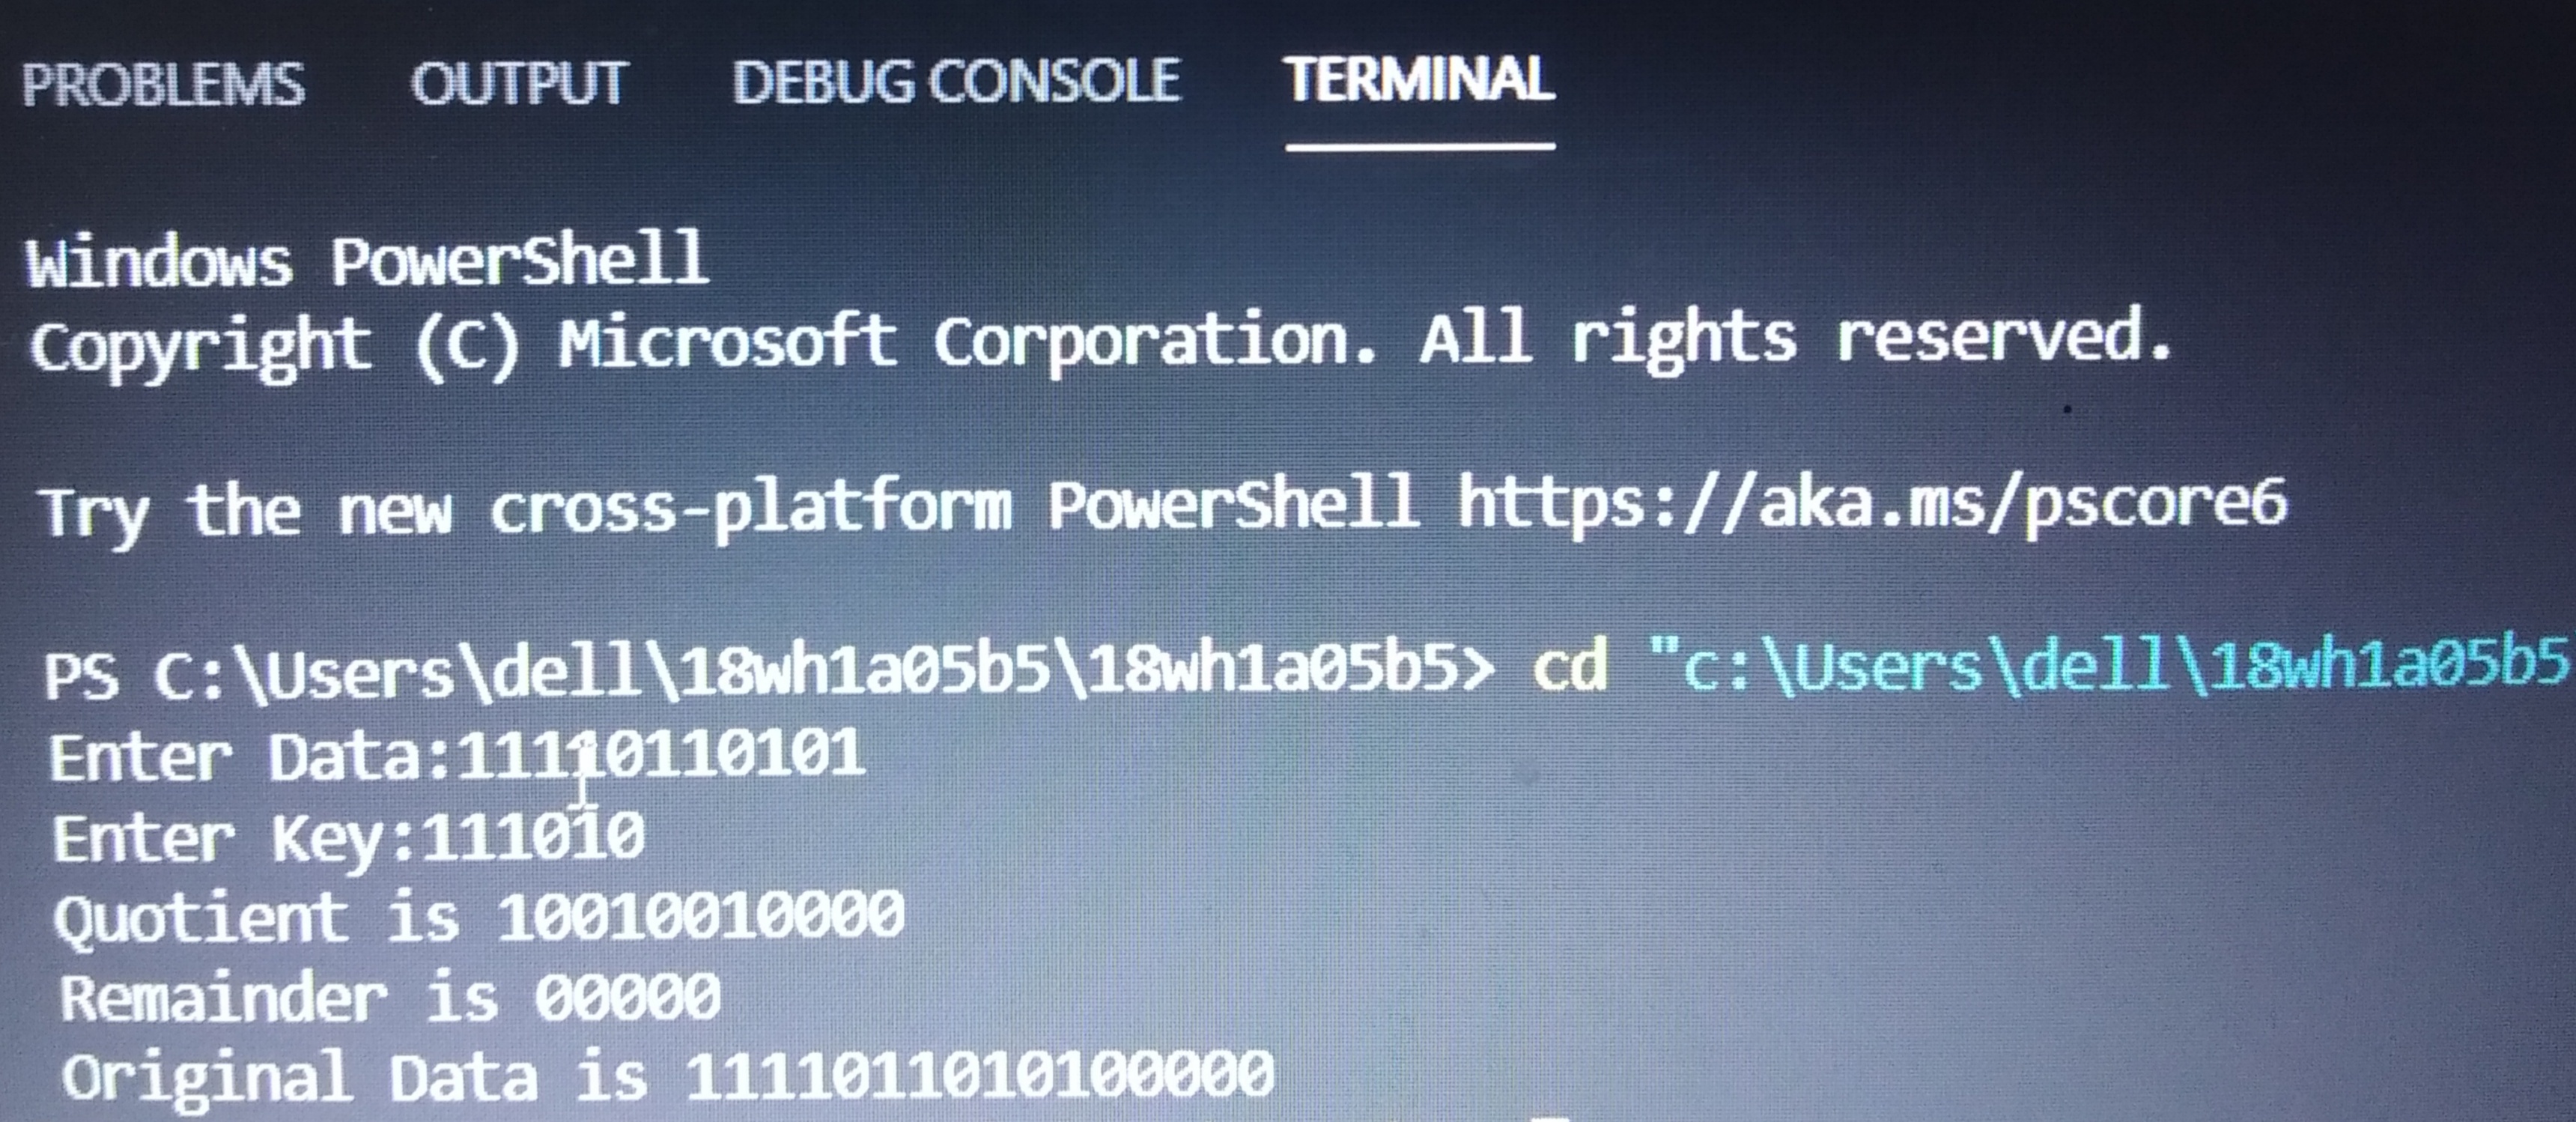 PROBLEMS OUTPUT DEBUG CONSOLE TERMINAL
Windows PowerShell
Copyright (C) Microsoft Corporation. All rights reserved.
Try the new cross-platform PowerShell https://aka.ms/pscore6
PS C:\Users\dell\18wh1a05b5\18wh1a05b5> cd "c:\Users\dell\18wh1a05b5
Enter Data:11110110101
Enter Key:111010
Quotient is 10010010000
Remainder is 00000
Original Data is 1111011010100000